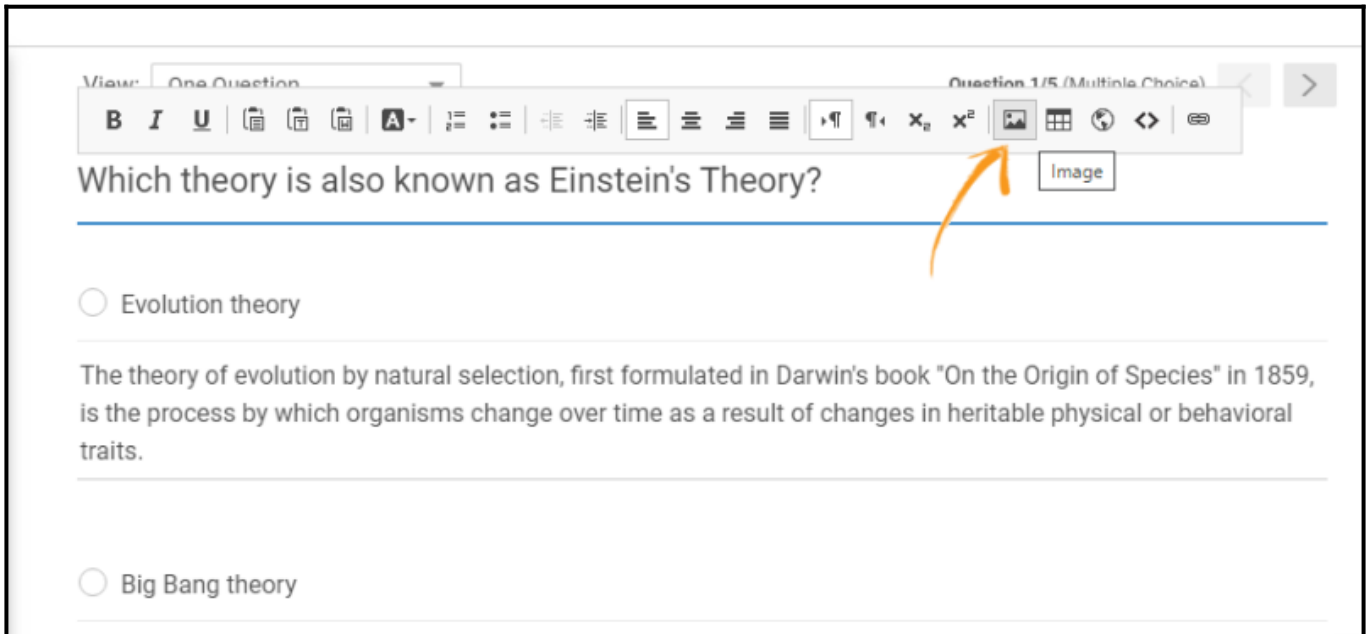 View: One Question Question 1/5 (Multiple Choice)
B I U A X₂ X²
Image
Which theory is also known as Einstein's Theory?
Evolution theory
The theory of evolution by natural selection, first formulated in Darwin's book "On the Origin of Species" in 1859,
is the process by which organisms change over time as a result of changes in heritable physical or behavioral
traits.
Big Bang theory